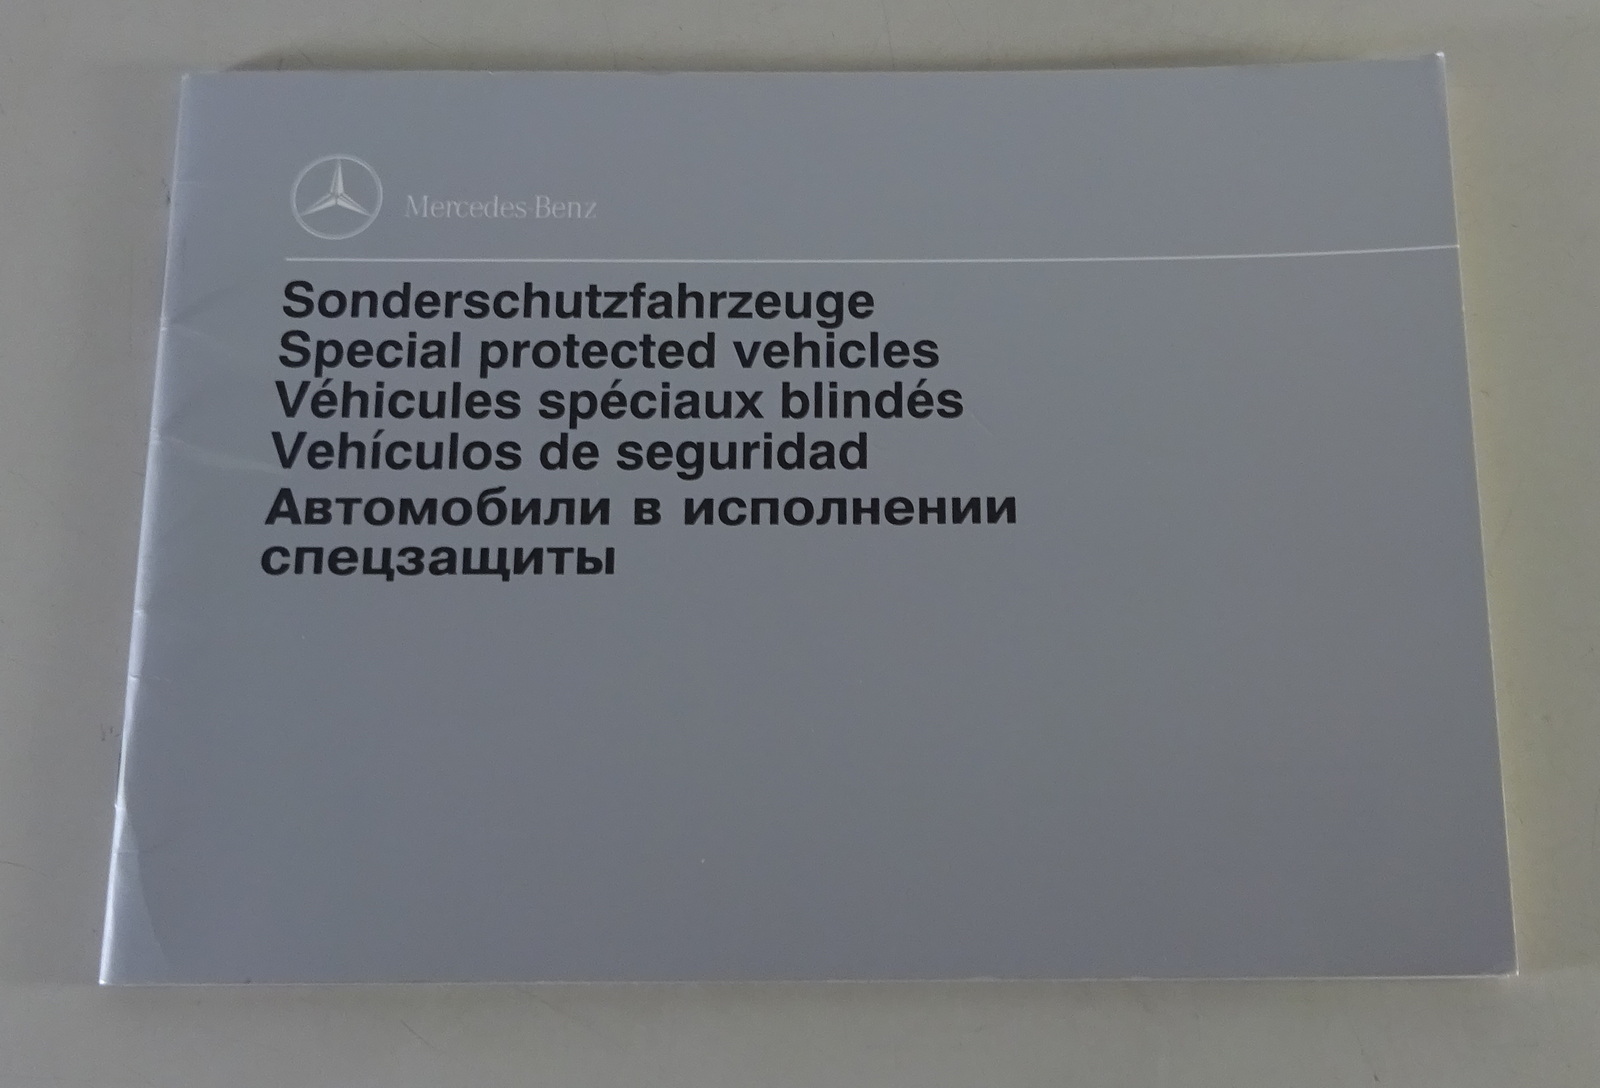 Mercedes-Benz
Sonderschutzfahrzeuge
Special protected vehicles
Véhicules spéciaux blindés
Vehículos de seguridad
Автомобили в исполнении
спецзащиты